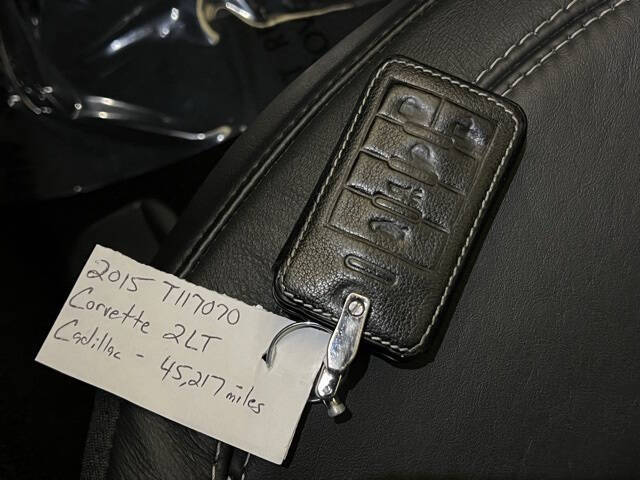 2015 T117070
Corvette 2LT
Cadillac - 45,217 miles